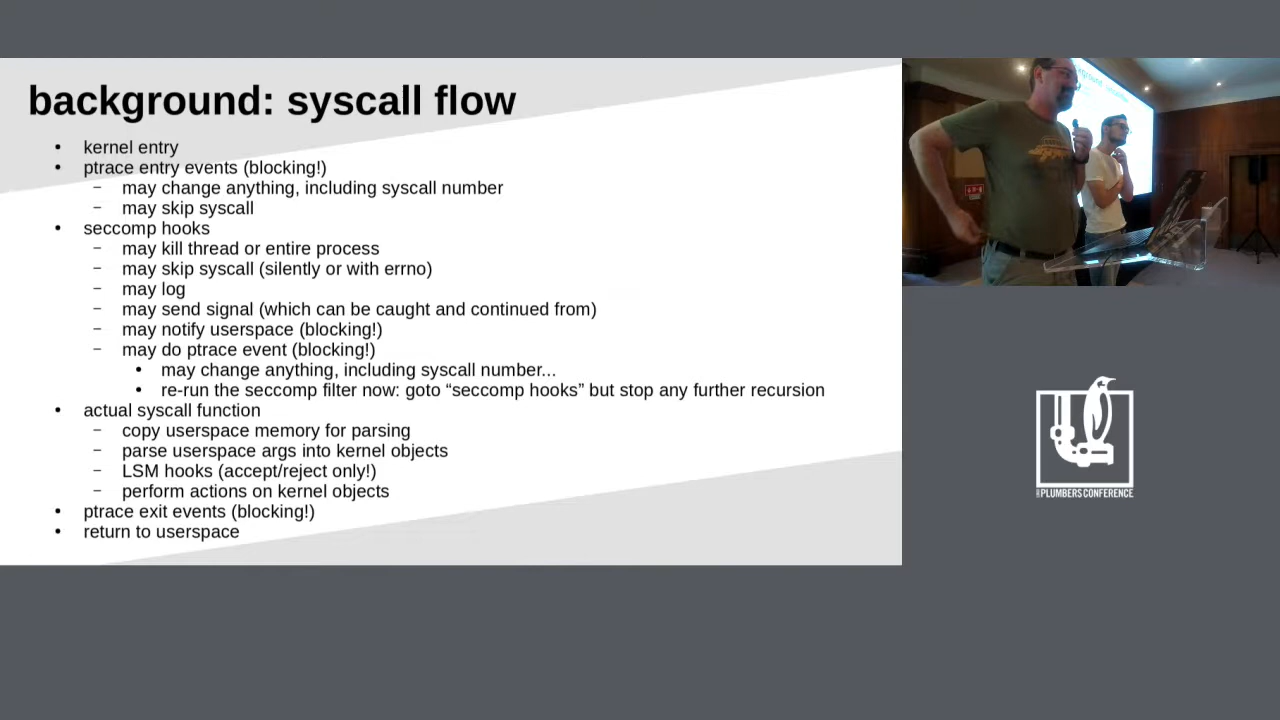 background: syscall flow
• kernel entry
• ptrace entry events (blocking!)
– may change anything, including syscall number
– may skip syscall
• seccomp hooks
– may kill thread or entire process
– may skip syscall (silently or with errno)
– may log
– may send signal (which can be caught and continued from)
– may notify userspace (blocking!)
– may do ptrace event (blocking!)
• may change anything, including syscall number...
• re-run the seccomp filter now: goto “seccomp hooks” but stop any further recursion
• actual syscall function
– copy userspace memory for parsing
– parse userspace args into kernel objects
– LSM hooks (accept/reject only!)
– perform actions on kernel objects
• ptrace exit events (blocking!)
• return to userspace
PLUMBERS CONFERENCE